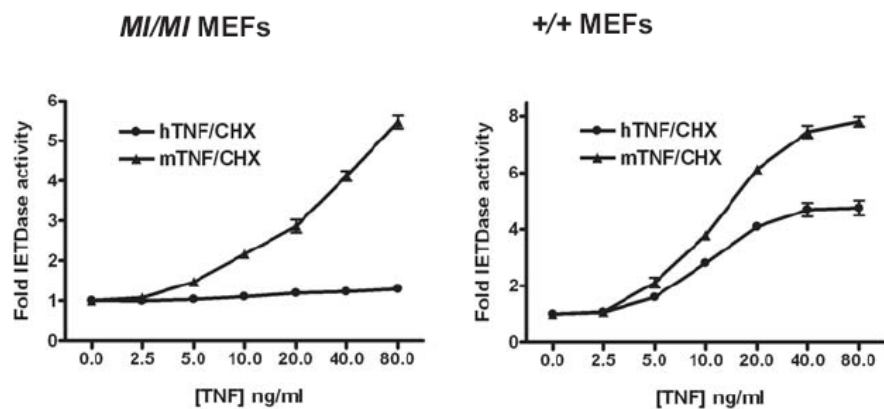 MI/MI MEFs
+/+ MEFs
Fold IETDase activity
6
5
4
3
2
1
0
hTNF/CHX
mTNF/CHX
0.0 2.5 5.0 10.0 20.0 40.0 80.0
[TNF] ng/ml
Fold IETDase activity
8
6
4
2
0
hTNF/CHX
mTNF/CHX
0.0 2.5 5.0 10.0 20.0 40.0 80.0
[TNF] ng/ml